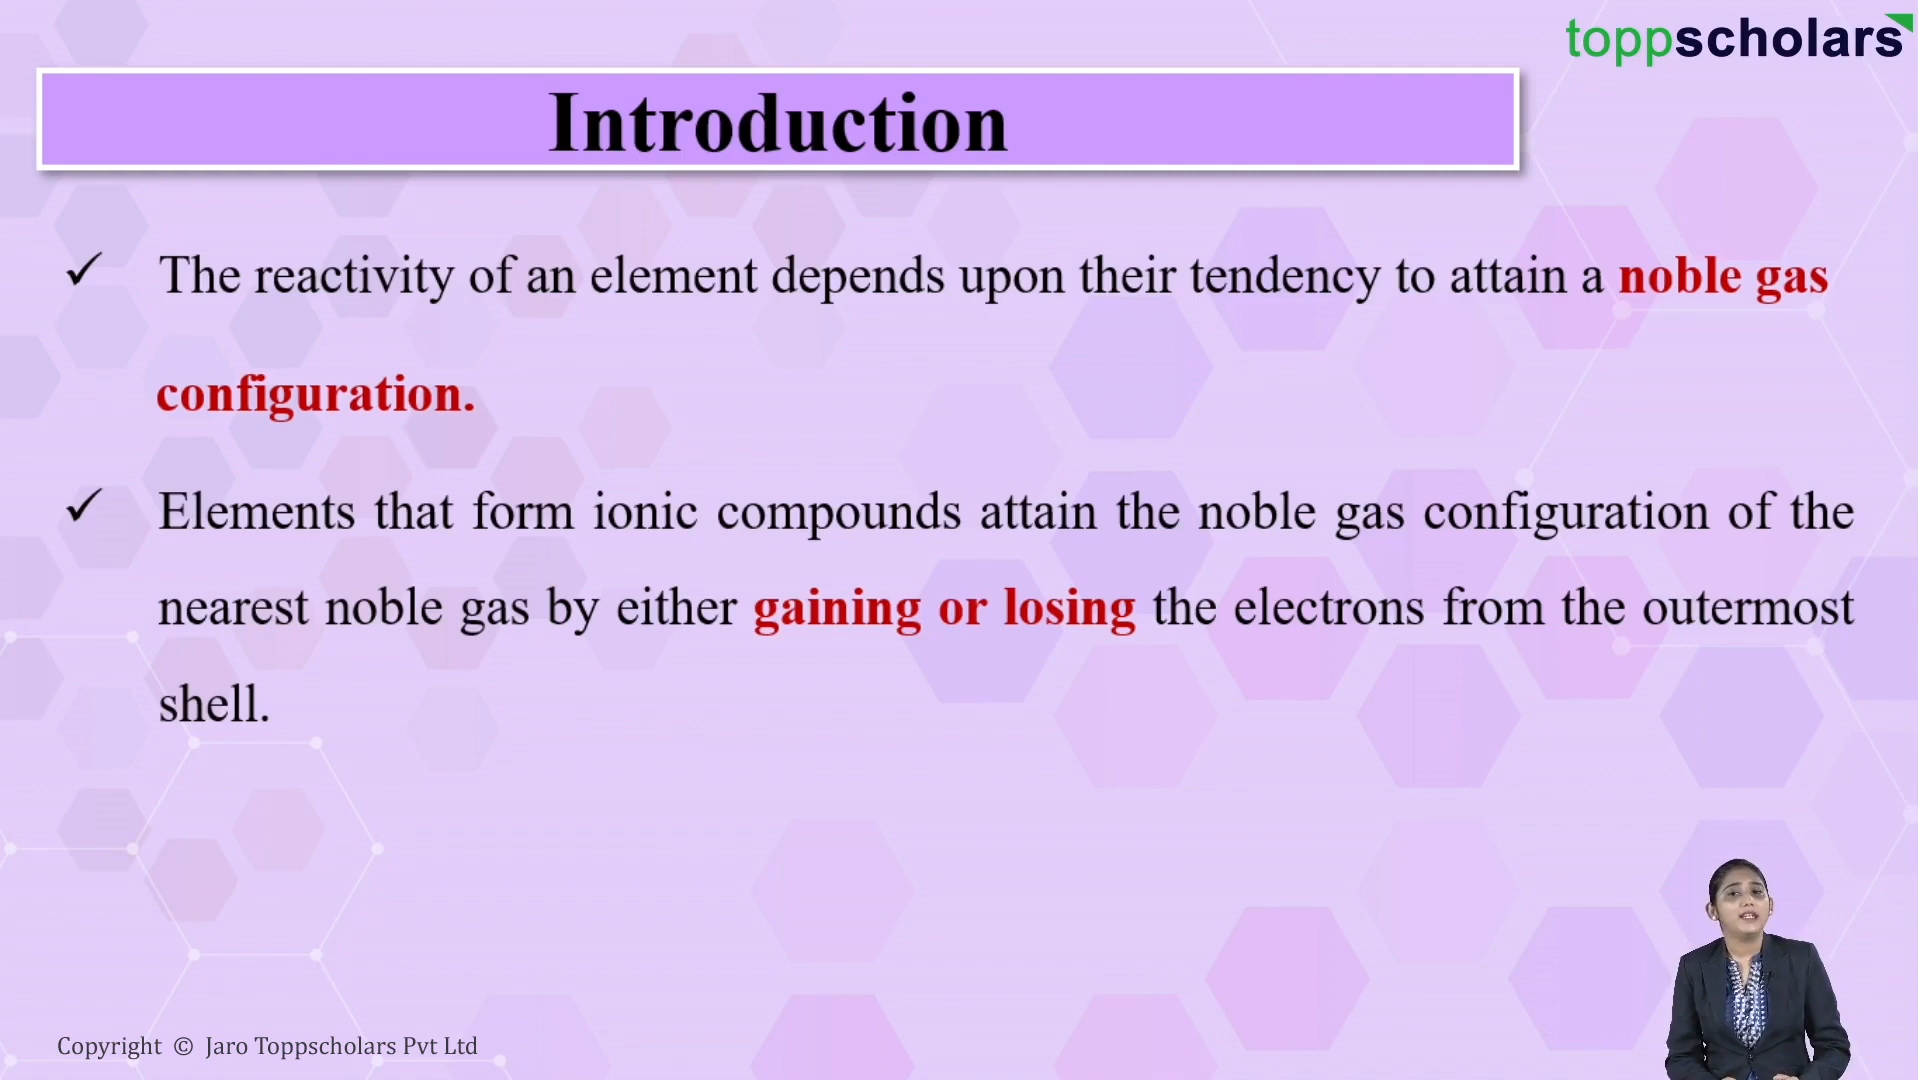 toppscholars
Introduction
✓ The reactivity of an element depends upon their tendency to attain a noble gas
configuration.
✓ Elements that form ionic compounds attain the noble gas configuration of the
nearest noble gas by either gaining or losing the electrons from the outermost
shell.
Copyright © Jaro Toppscholars Pvt Ltd